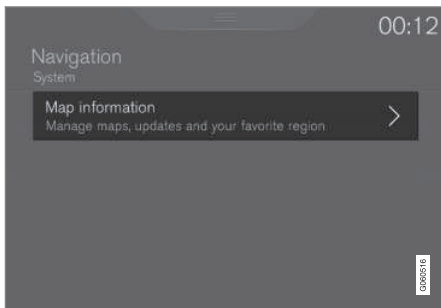 00:12
Navigation
System
Map information
Manage maps, updates and your favorite region
G060516